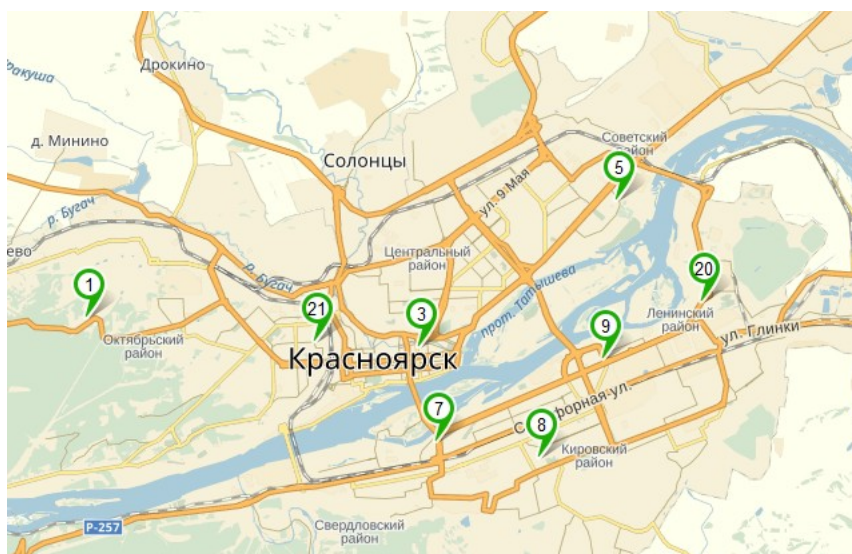 Дрокино
д. Минино
Солонцы
Советский
район
5
ул. 9 Мая
р. Бугач
Центральный
район
р. Бугач
1
21
3
прот. Татышева
20
9
Ленинский
район
Октябрьский
район
Красноярск
ул. Глинки
7
8
Кировский
район
Р-257
Свердловский
район